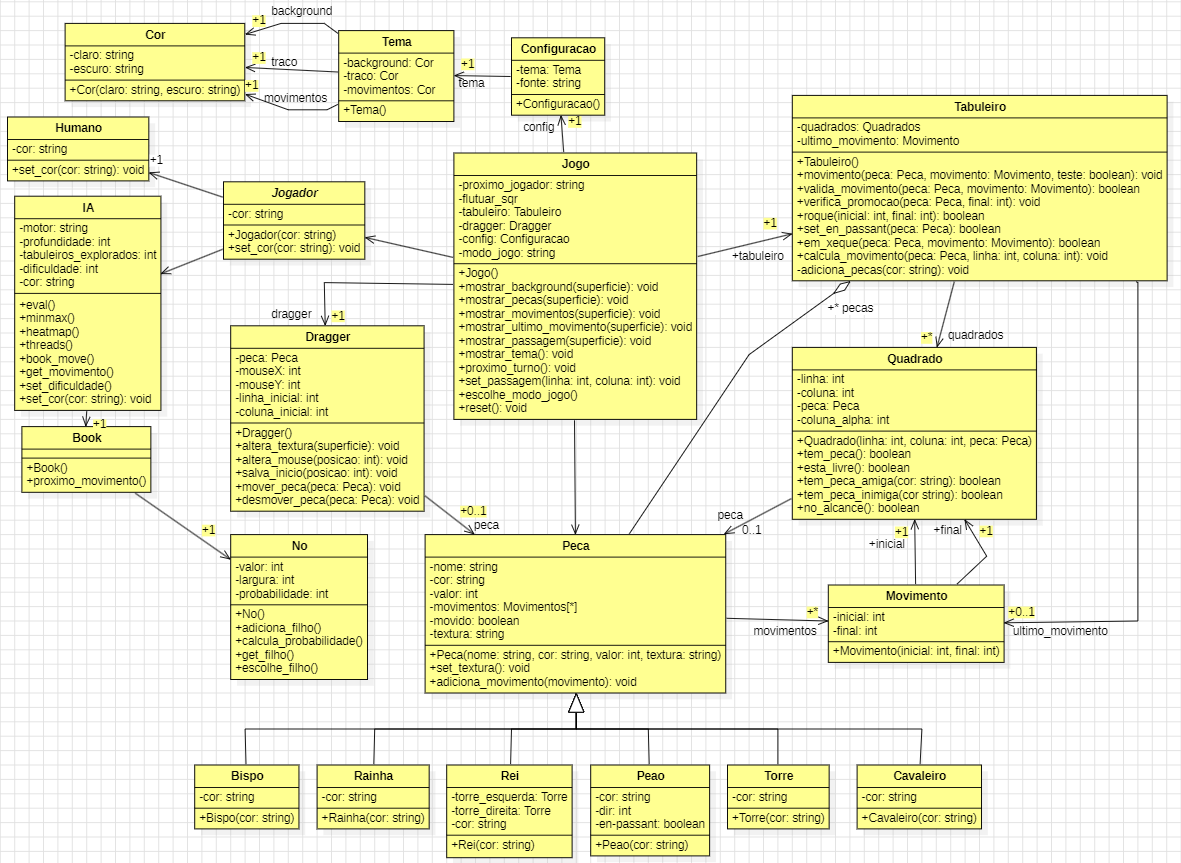 background
+1
Cor
-claro: string
-escuro: string
+Cor(claro: string, escuro: string)
+1
traco
+1
movimentos
Tema
-background: Cor
-traco: Cor
-movimentos: Cor
+Tema()
+1
tema
Configuracao
-tema: Tema
-fonte: string
+Configuracao()
config
+1
Humano
-cor: string
+set_cor(cor: string): void
+1
Jogador
-cor: string
+Jogador(cor: string)
+set_cor(cor: string): void
IA
-motor: string
-profundidade: int
-tabuleiros_explorados: int
-dificuldade: int
-cor: string
+eval()
+minmax()
+heatmap()
+threads()
+book_move()
+get_movimento()
+set_dificuldade()
+set_cor(cor: string): void
+1
Book
+Book()
+proximo_movimento()
+1
No
-valor: int
-largura: int
-probabilidade: int
+No()
+adiciona_filho()
+calcula_probabilidade()
+get_filho()
+escolhe_filho()
Jogo
-proximo_jogador: string
-flutuar_sqr
-tabuleiro: Tabuleiro
-dragger: Dragger
-config: Configuracao
-modo_jogo: string
+Jogo()
+mostrar_background(superficie): void
+mostrar_pecas(superficie): void
+mostrar_movimentos(superficie): void
+mostrar_ultimo_movimento(superficie): void
+mostrar_passagem(superficie): void
+mostrar_tema(): void
+proximo_turno(): void
+set_passagem(linha: int, coluna: int): void
+escolhe_modo_jogo()
+reset(): void
dragger
+1
Dragger
-peca: Peca
-mouseX: int
-mouseY: int
-linha_inicial: int
-coluna_inicial: int
+Dragger()
+altera_textura(superficie): void
+altera_mouse(posicao: int): void
+salva_inicio(posicao: int): void
+mover_peca(peca: Peca): void
+desmover_peca(peca: Peca): void
+0..1
peca
+1
+tabuleiro
Tabuleiro
-quadrados: Quadrados
-ultimo_movimento: Movimento
+Tabuleiro()
+movimento(peca: Peca, movimento: Movimento, teste: boolean): void
+valida_movimento(peca: Peca, movimento: Movimento): boolean
+verifica_promocao(peca: Peca, final: int): void
+roque(inicial: int, final: int): boolean
+set_en_passant(peca: Peca): boolean
+em_xeque(peca: Peca, movimento: Movimento): boolean
+calcula_movimento(peca: Peca, linha: int, coluna: int): void
-adiciona_pecas(cor: string): void
+* pecas
+*
quadrados
Quadrado
-linha: int
-coluna: int
-peca: Peca
-coluna_alpha: int
+Quadrado(linha: int, coluna: int, peca: Peca)
+tem_peca(): boolean
+esta_livre(): boolean
+tem_peca_amiga(cor: string): boolean
+tem_peca_inimiga(cor string): boolean
+no_alcance(): boolean
peca
0..1
+1
+inicial
+final
+1
Peca
-nome: string
-cor: string
-valor: int
-movimentos: Movimentos[*]
-movido: boolean
-textura: string
+Peca(nome: string, cor: string, valor: int, textura: string)
+set_textura(): void
+adiciona_movimento(movimento): void
+*
movimentos
Movimento
-inicial: int
-final: int
+Movimento(inicial: int, final: int)
+0..1
ultimo_movimento
Bispo
-cor: string
+Bispo(cor: string)
Rainha
-cor: string
+Rainha(cor: string)
Rei
-torre_esquerda: Torre
-torre_direita: Torre
-cor: string
+Rei(cor: string)
Peao
-cor: string
-dir: int
-en-passant: boolean
+Peao(cor: string)
Torre
-cor: string
+Torre(cor: string)
Cavaleiro
-cor: string
+Cavaleiro(cor: string)